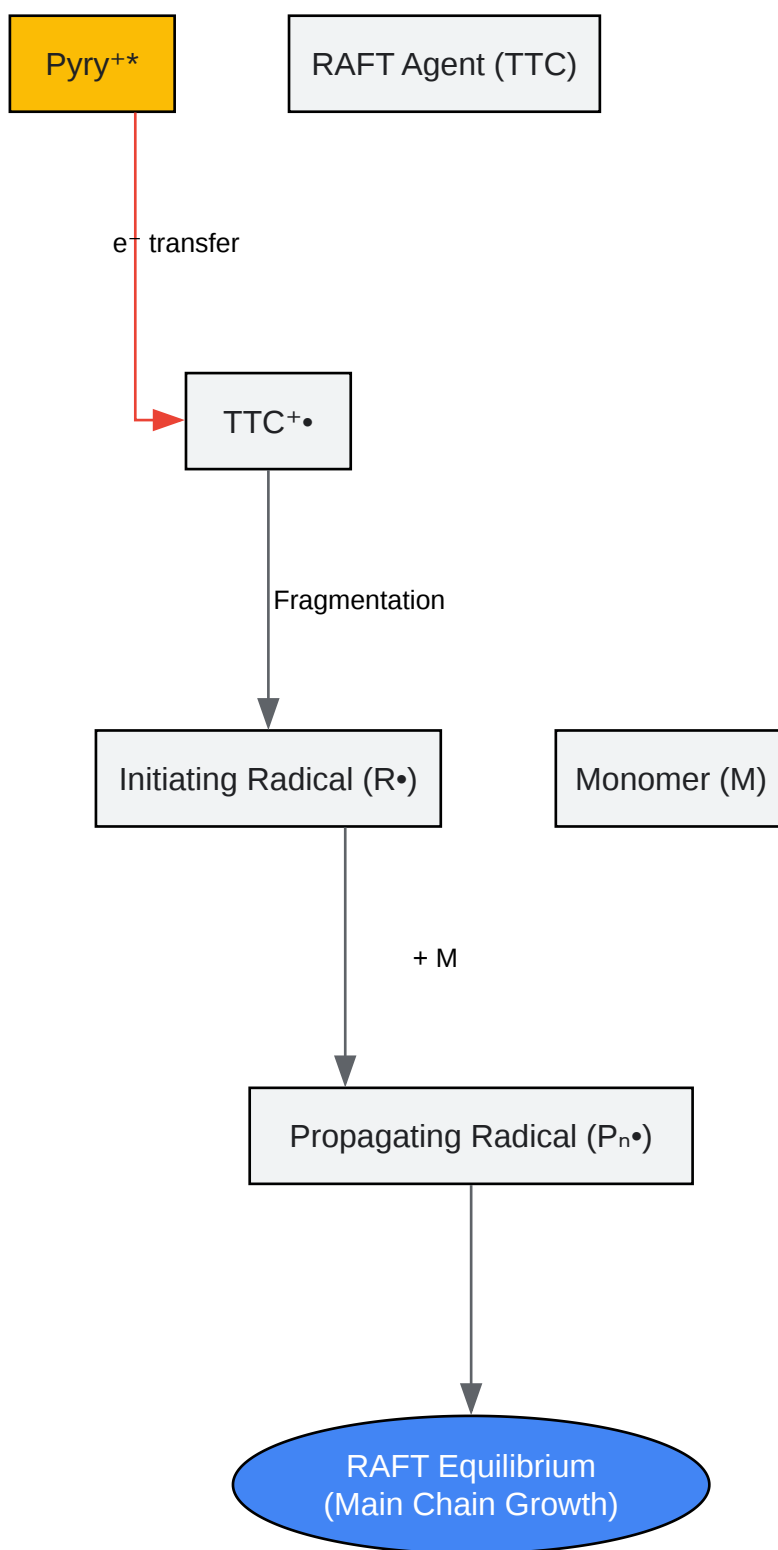 Pyry⁺*
RAFT Agent (TTC)
e⁻ transfer
TTC⁺•
Fragmentation
Initiating Radical (R•)
Monomer (M)
+ M
Propagating Radical (Pₙ•)
RAFT Equilibrium
(Main Chain Growth)